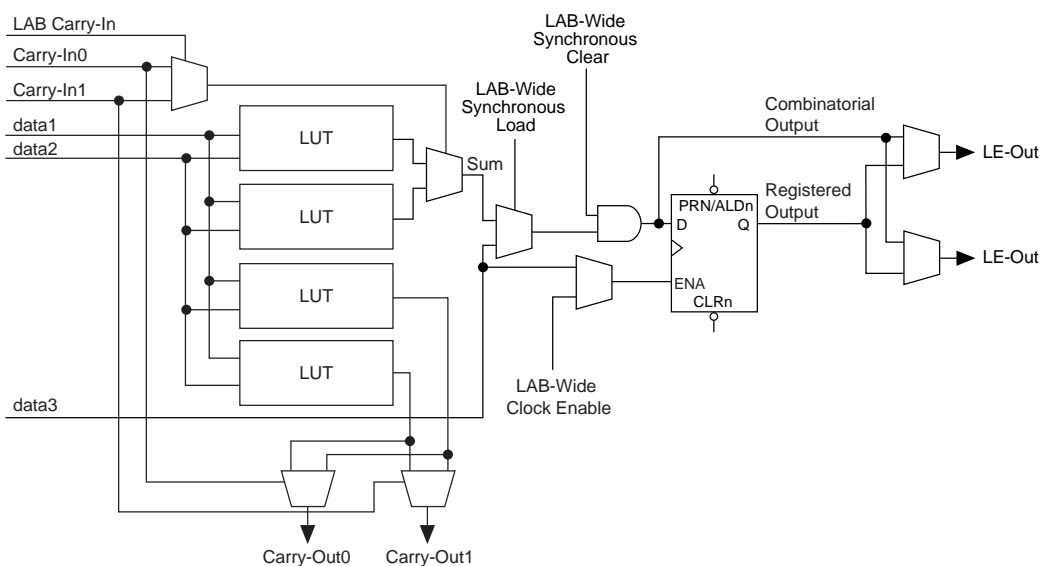 LAB Carry-In
Carry-In0
Carry-In1
data1
data2
LUT
LUT
LUT
LUT
data3
Carry-Out0
Carry-Out1
Sum
LAB-Wide
Synchronous
Load
LAB-Wide
Synchronous
Clear
LAB-Wide
Clock Enable
PRN/ALDn
D
Q
ENA
CLRn
Combinatorial
Output
Registered
Output
LE-Out
LE-Out